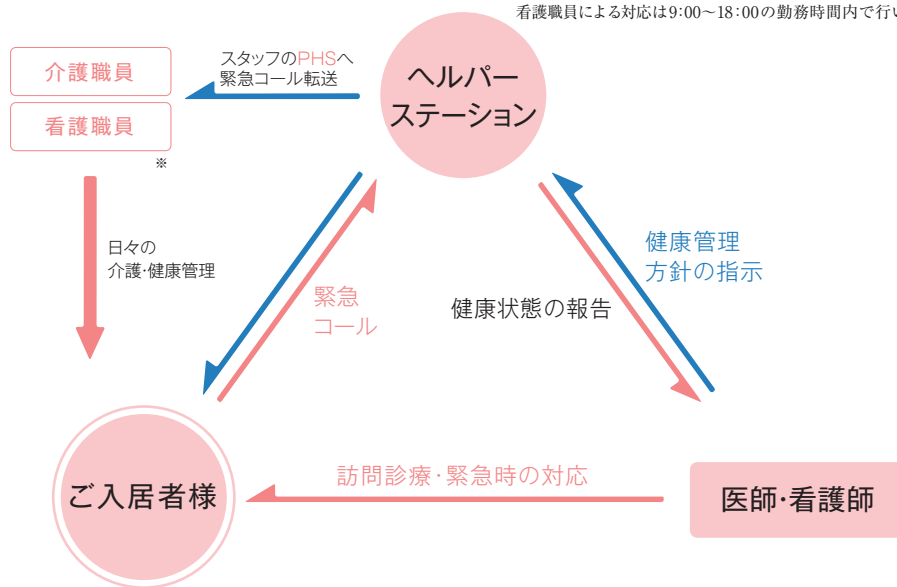 看護職員による対応は9:00〜18:00の勤務時間内で行い
介護職員
看護職員
※
スタッフのPHSへ
緊急コール転送
ヘルパー
ステーション
日々の
介護・健康管理
緊急
コール
健康状態の報告
健康管理
方針の指示
ご入居者様
訪問診療・緊急時の対応
医師・看護師